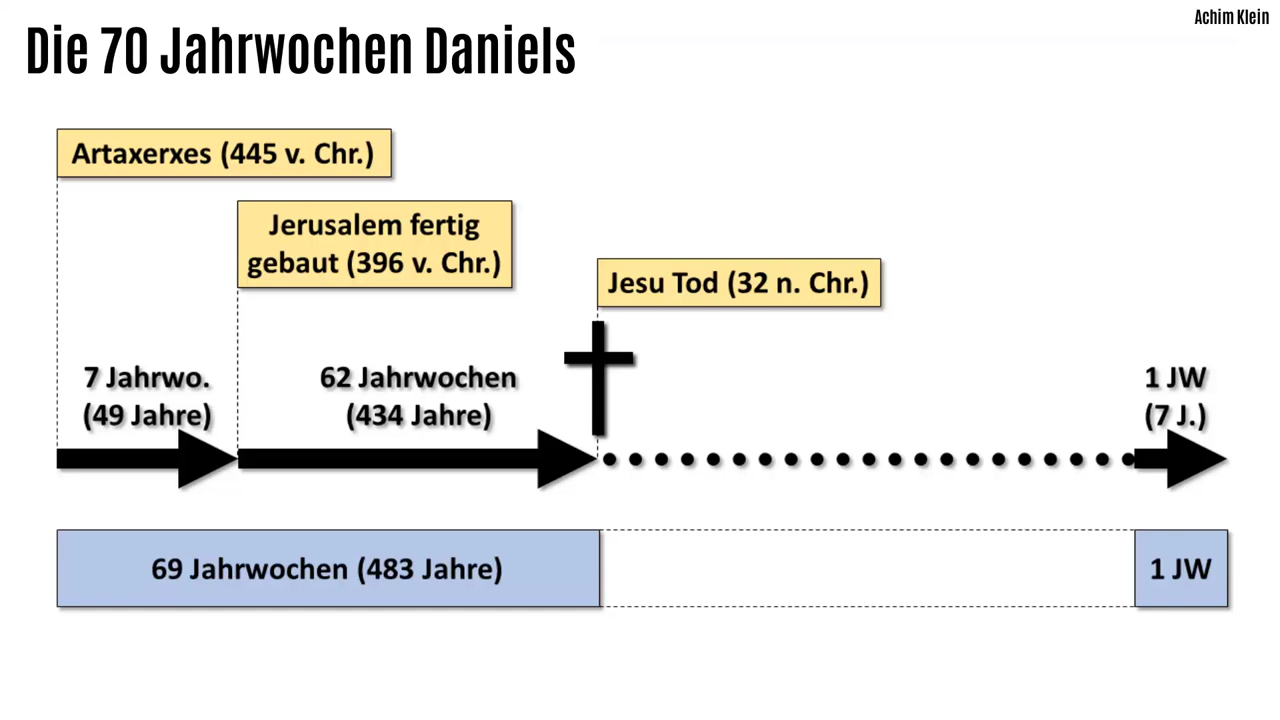 Achim Klein
Die 70 Jahrwochen Daniels
Artaxerxes (445 v. Chr.)
Jerusalem fertig
gebaut (396 v. Chr.)
Jesu Tod (32 n. Chr.)
7 Jahrwo.
(49 Jahre)
62 Jahrwochen
(434 Jahre)
1 JW
(7 J.)
69 Jahrwochen (483 Jahre)
1 JW